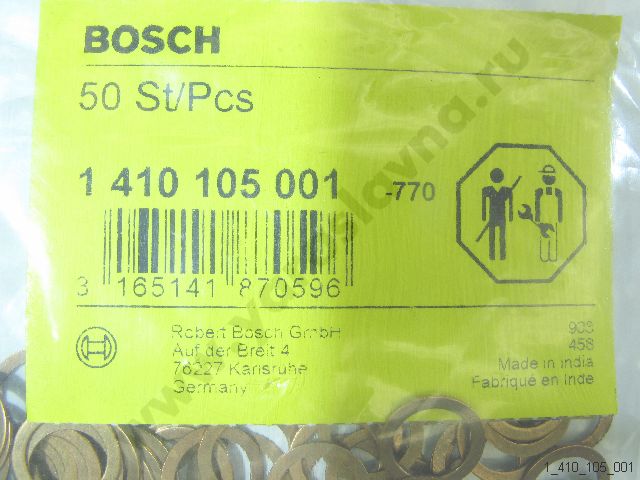 BOSCH
50 St/Pcs
1 410 105 001 -770
3 165141 870596
Robert Bosch GmbH
Auf der Breit 4
76227 Karlsruhe
Germany
458
Made in India
Fabriqué en Inde
1_410_105_001